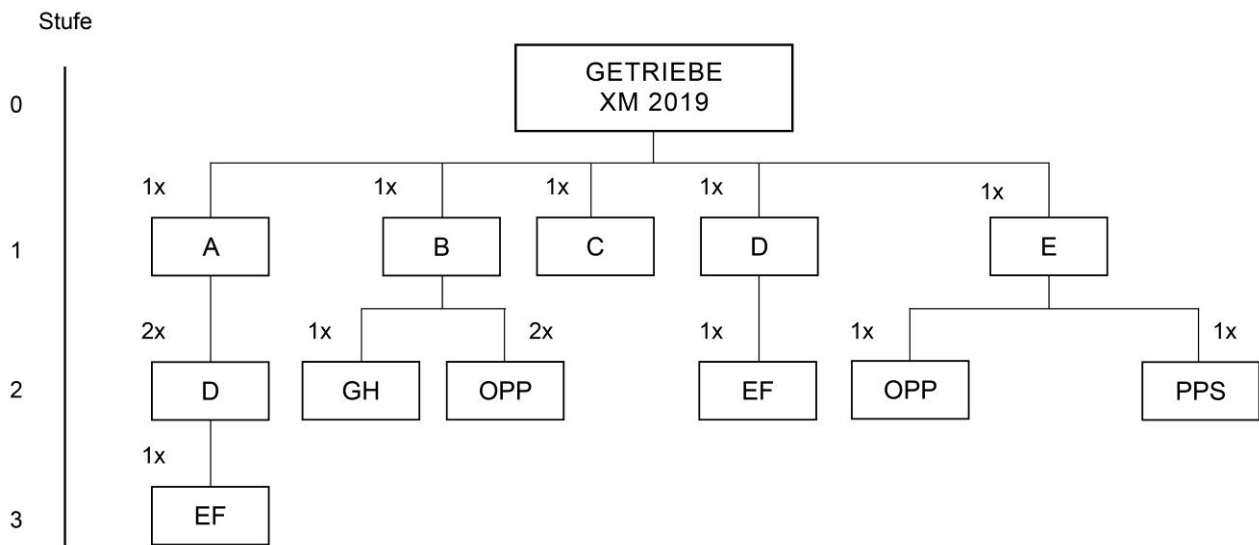 Stufe
GETRIEBE
XM 2019
0
1x 1x 1x 1x 1x
A B C D E
1
2x 1x 2x 1x 1x 1x
D GH OPP EF OPP PPS
2
1x
EF
3